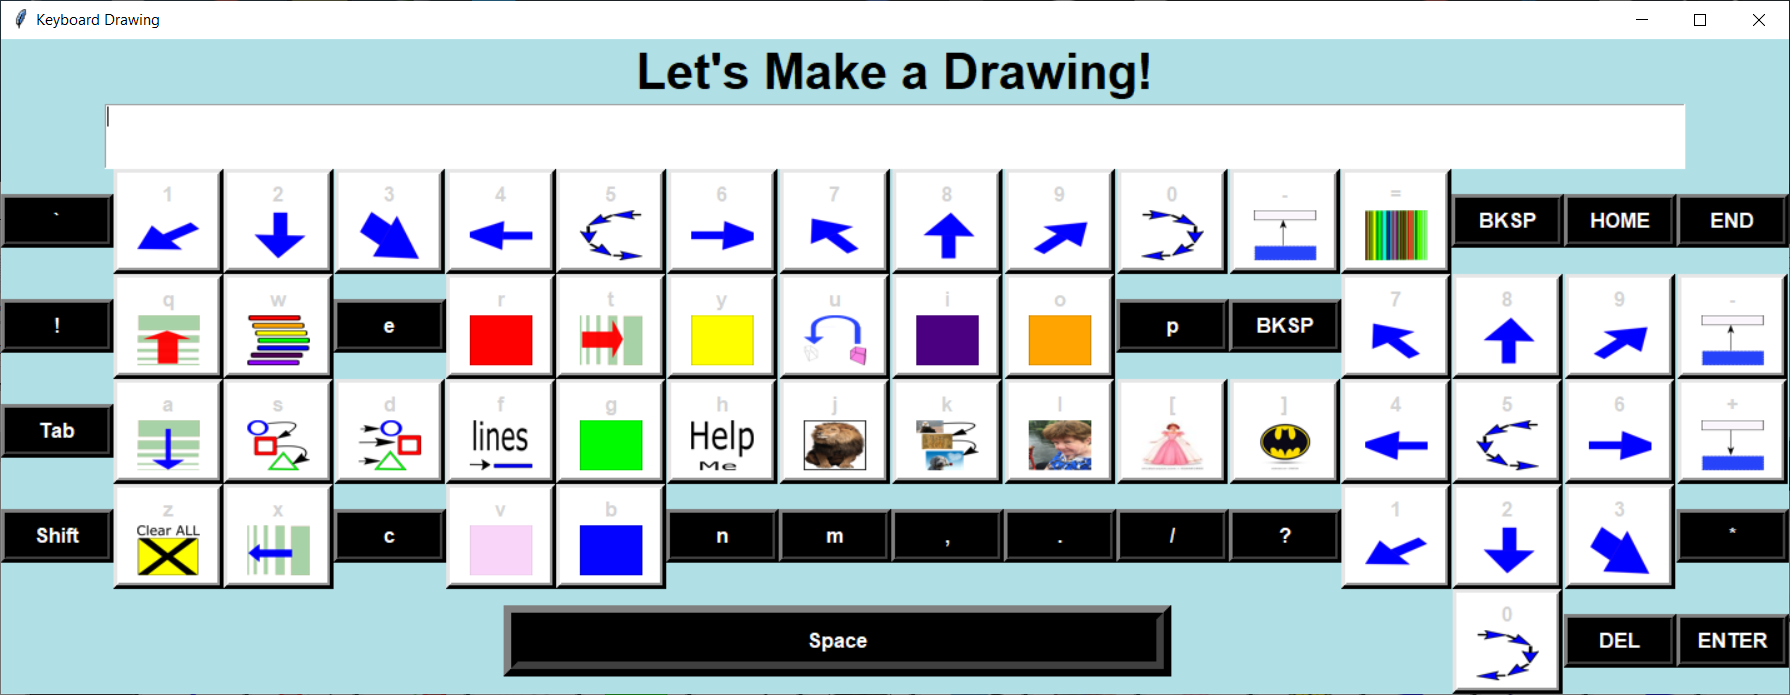 Keyboard Drawing
Let's Make a Drawing!
1 2 3 4 5 6 7 8 9 0 - =
` BKSP HOME END
q w r t y u i o 7 8 9 -
! e p BKSP
a s d f g h j k l [ ] 4 5 6 +
Tab lines Help
Me
z x v b 1 2 3
Clear ALL
Shift c n m , . / ? *
0
Space DEL ENTER